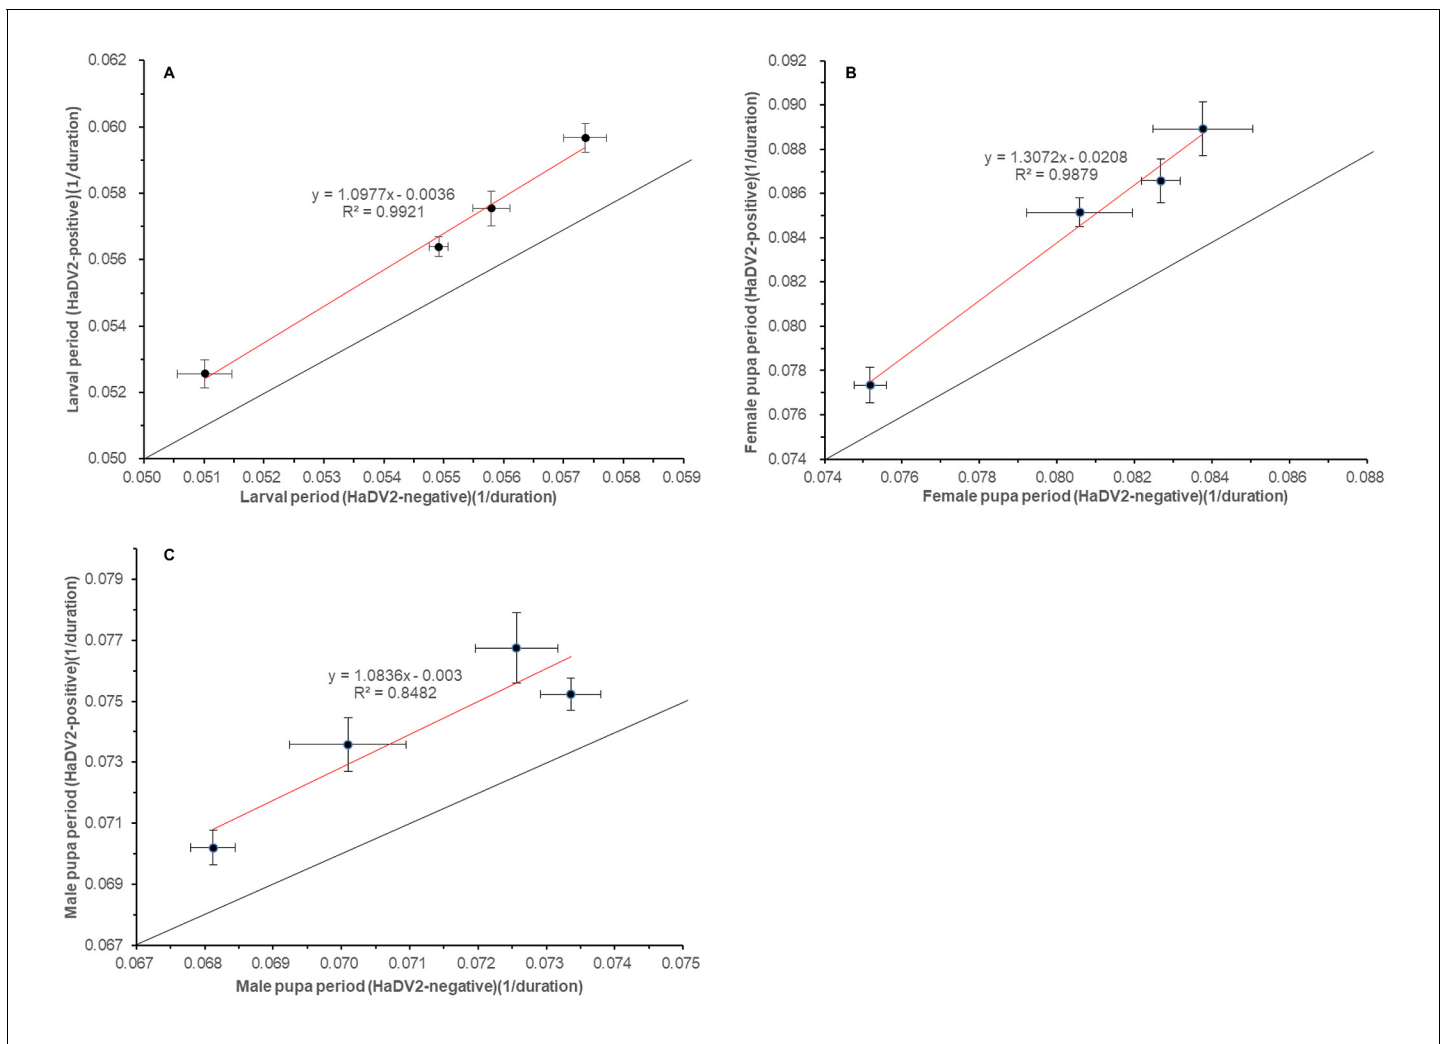 A
0.062
0.060
0.058
0.056
0.054
0.052
0.050
Larval period (HaDV2-positive)(1/duration)
y = 1.0977x - 0.0036
R² = 0.9921
0.050 0.051 0.052 0.053 0.054 0.055 0.056 0.057 0.058 0.059
Larval period (HaDV2-negative)(1/duration)
B
0.092
0.090
0.088
0.086
0.084
0.082
0.080
0.078
0.076
0.074
Female pupa period (HaDV2-positive)(1/duration)
y = 1.3072x - 0.0208
R² = 0.9879
0.074 0.076 0.078 0.080 0.082 0.084 0.086 0.088
Female pupa period (HaDV2-negative)(1/duration)
C
0.079
0.077
0.075
0.073
0.071
0.069
0.067
Male pupa period (HaDV2-positive)(1/duration)
y = 1.0836x - 0.003
R² = 0.8482
0.067 0.068 0.069 0.070 0.071 0.072 0.073 0.074 0.075
Male pupa period (HaDV2-negative)(1/duration)